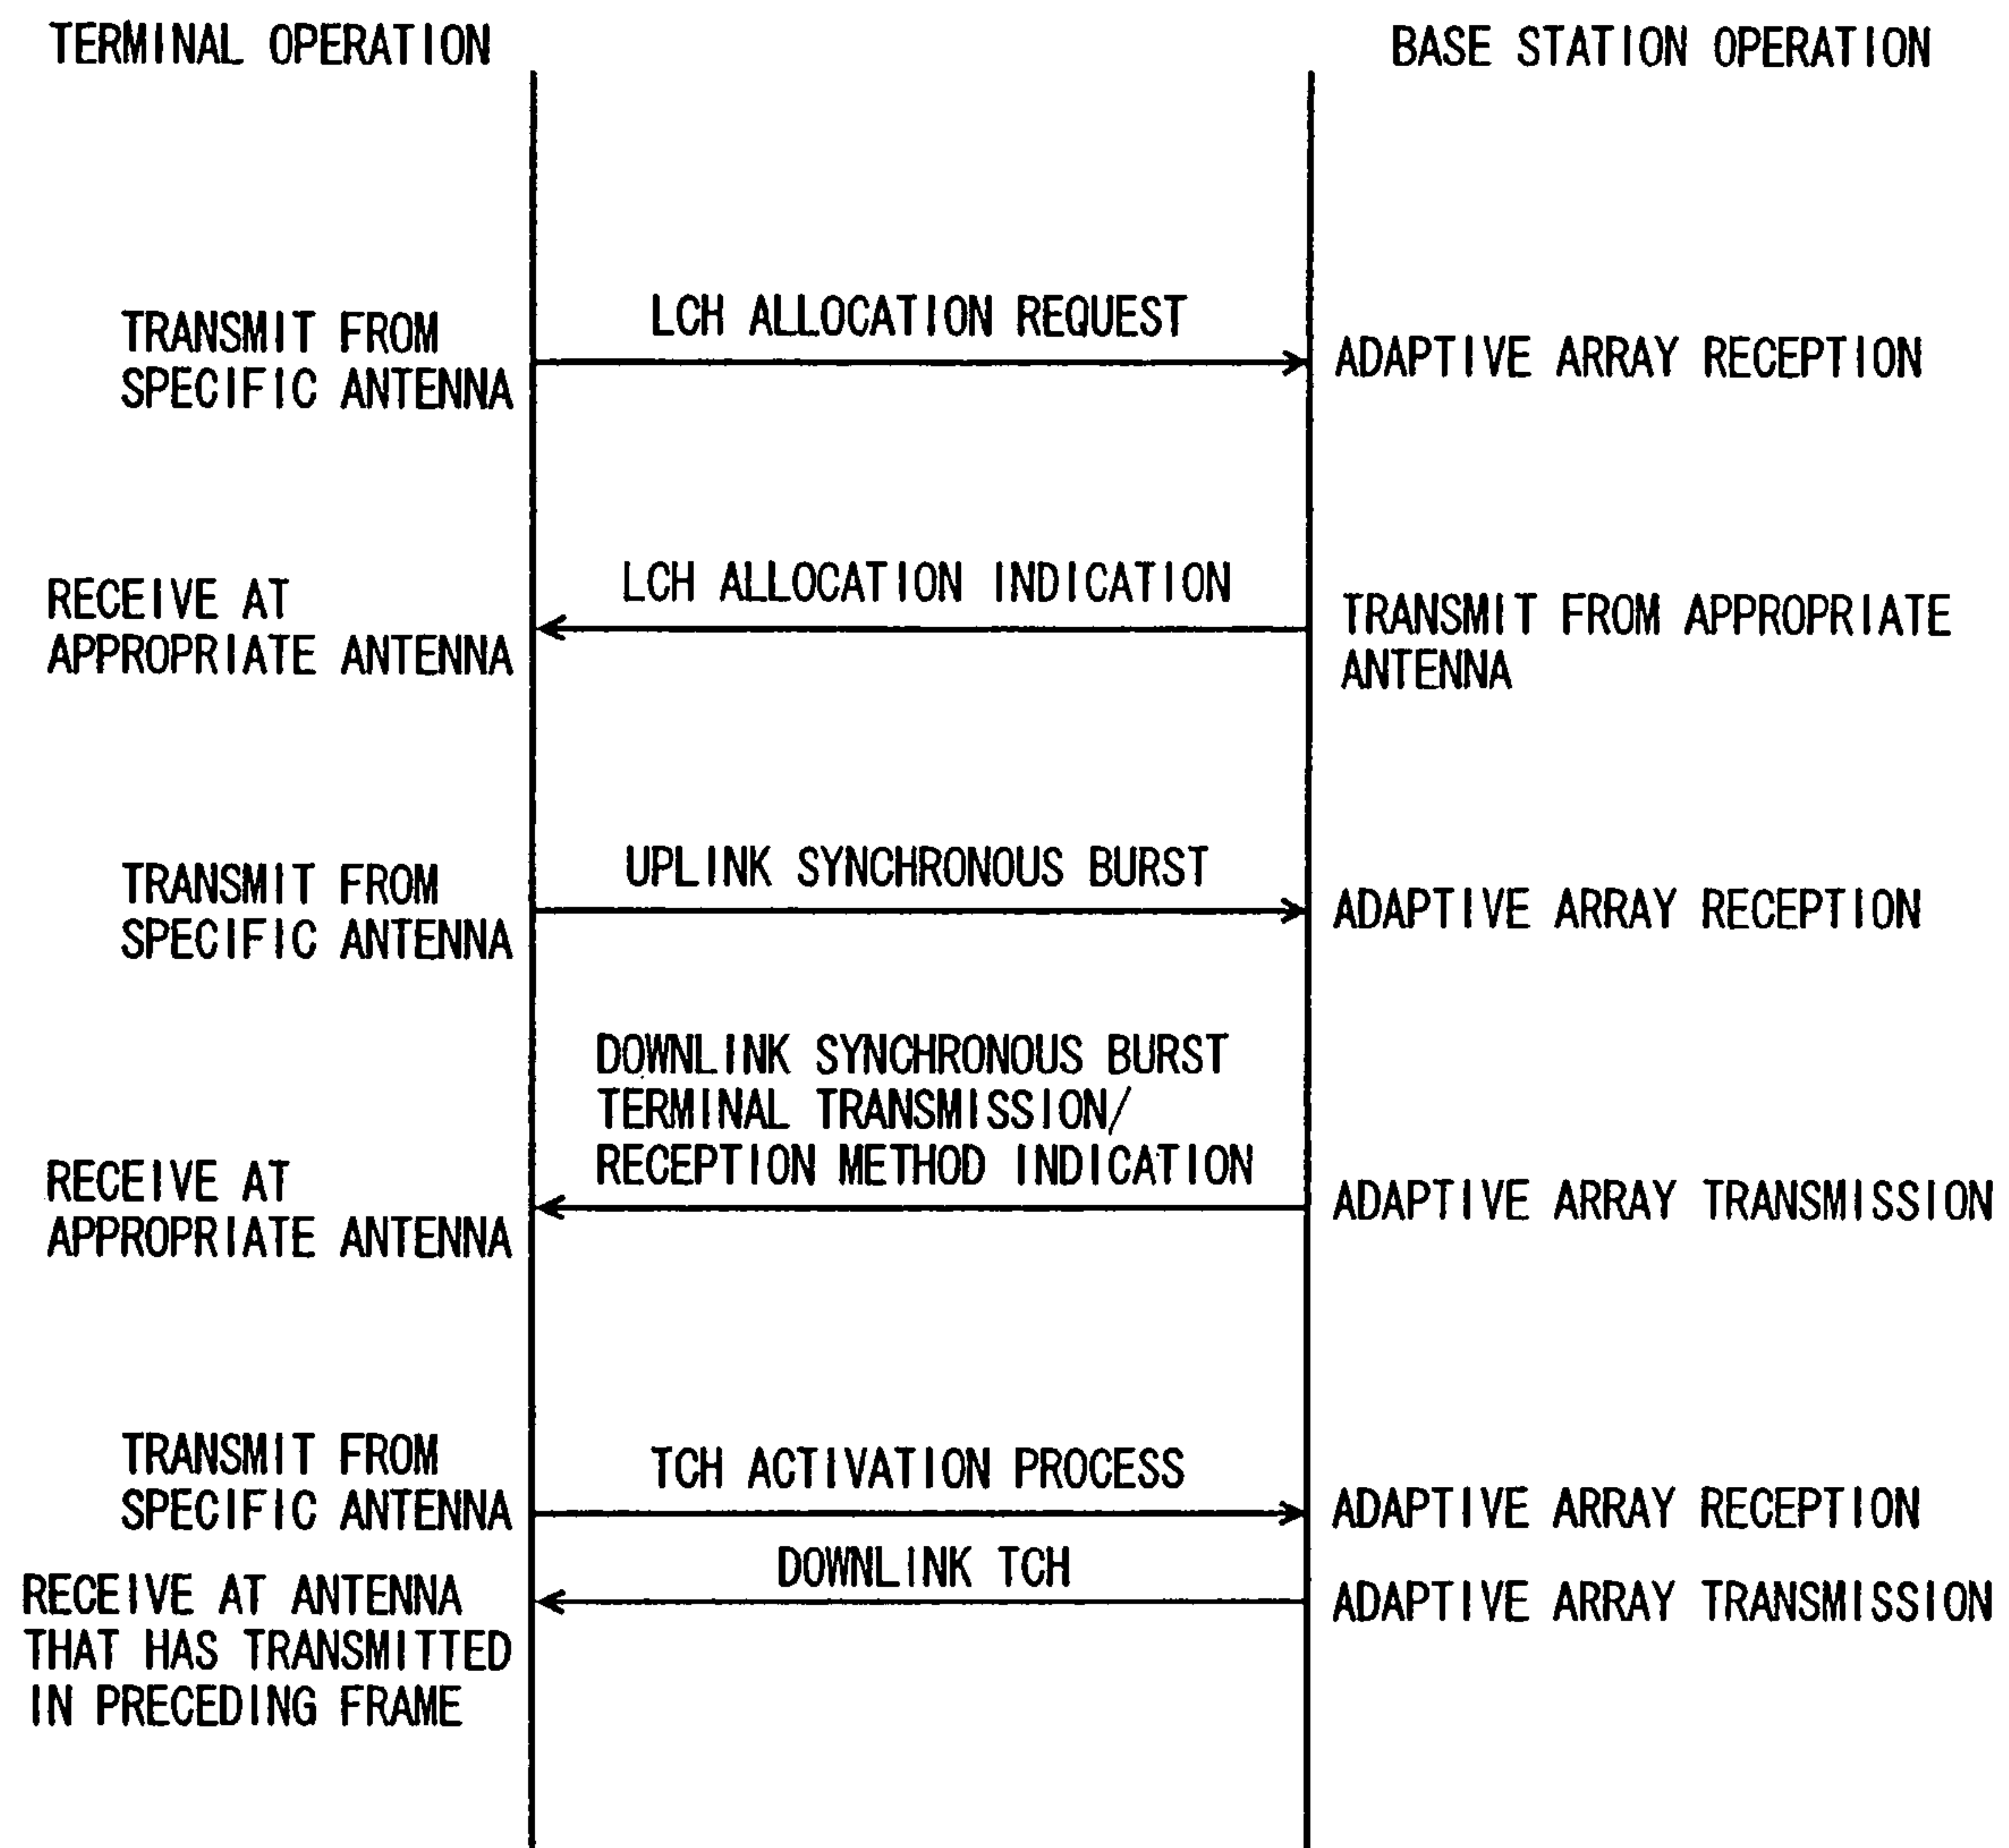 TERMINAL OPERATION
BASE STATION OPERATION
TRANSMIT FROM
SPECIFIC ANTENNA
LCH ALLOCATION REQUEST
ADAPTIVE ARRAY RECEPTION
RECEIVE AT
APPROPRIATE ANTENNA
LCH ALLOCATION INDICATION
TRANSMIT FROM APPROPRIATE
ANTENNA
TRANSMIT FROM
SPECIFIC ANTENNA
UPLINK SYNCHRONOUS BURST
ADAPTIVE ARRAY RECEPTION
DOWNLINK SYNCHRONOUS BURST
TERMINAL TRANSMISSION/
RECEPTION METHOD INDICATION
RECEIVE AT
APPROPRIATE ANTENNA
ADAPTIVE ARRAY TRANSMISSION
TRANSMIT FROM
SPECIFIC ANTENNA
TCH ACTIVATION PROCESS
ADAPTIVE ARRAY RECEPTION
DOWNLINK TCH
RECEIVE AT ANTENNA
THAT HAS TRANSMITTED
IN PRECEDING FRAME
ADAPTIVE ARRAY TRANSMISSION